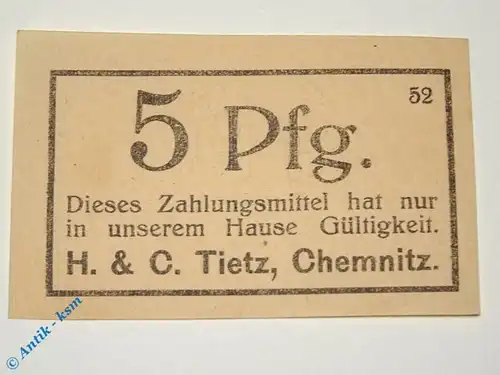 52
5 Pfg.
Dieses Zahlungsmittel hat nur
in unserem Hause Gültigkeit.
H. & C. Tietz, Chemnitz.
© Antik - ksm